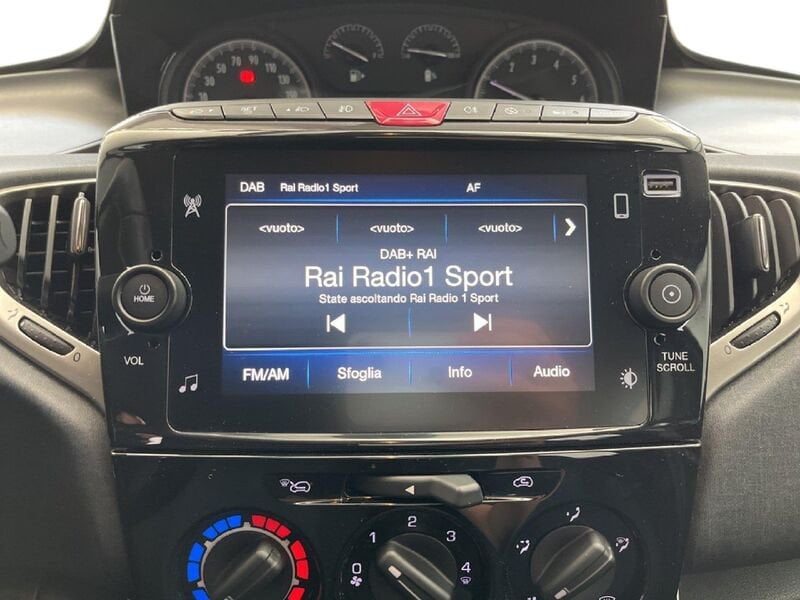 DAB Rai Radio1 Sport AF
<vuoto> <vuoto> <vuoto>
DAB+ RAI
Rai Radio1 Sport
State ascoltando Rai Radio 1 Sport
HOME
VOL
TUNE
SCROLL
FM/AM Sfoglia Info Audio
0 1 2 3 4